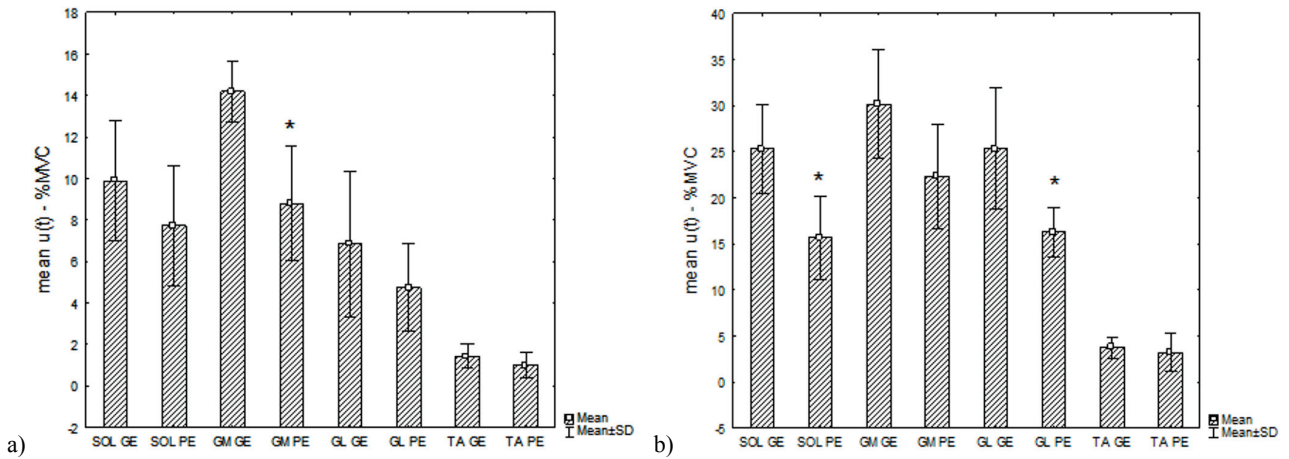 a)
mean u(t) - %MVC
18
16
14
12
10
8
6
4
2
0
-2
*
SOL GE SOL PE GM GE GM PE GL GE GL PE TA GE TA PE
Mean
Mean±SD
b)
mean u(t) - %MVC
40
35
30
25
20
15
10
5
0
-5
* *
SOL GE SOL PE GM GE GM PE GL GE GL PE TA GE TA PE
Mean
Mean±SD